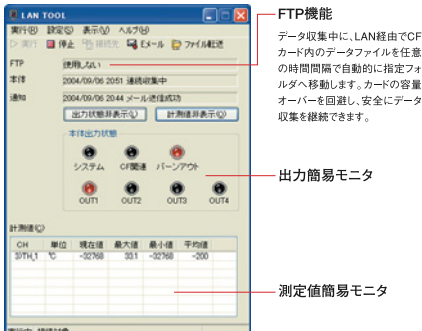 LAN TOOL
実行(R) 設定(S) 表示(V) ヘルプ(H)
実行 停止 接続先 Eメール ファイル転送
FTP 使用しない
本体 2004/09/06 20:51 連続収集中
通知 2004/09/06 20:44 メール送信成功
出力状態非表示(L) 計測値非表示(O)
本体出力状態
システム CF関連 バーンアウト
OUT1 OUT2 OUT3 OUT4
計測値(C)
CH 単位 現在値 最大値 最小値 平均値
3)TH_1 ℃ -32768 33.1 -32768 -200
FTP機能
データ収集中に、LAN経由でCF
カード内のデータファイルを任意
の時間間隔で自動的に指定フォ
ルダへ移動します。カードの容量
オーバーを回避し、安全にデータ
収集を継続できます。
出力簡易モニタ
測定値簡易モニタ